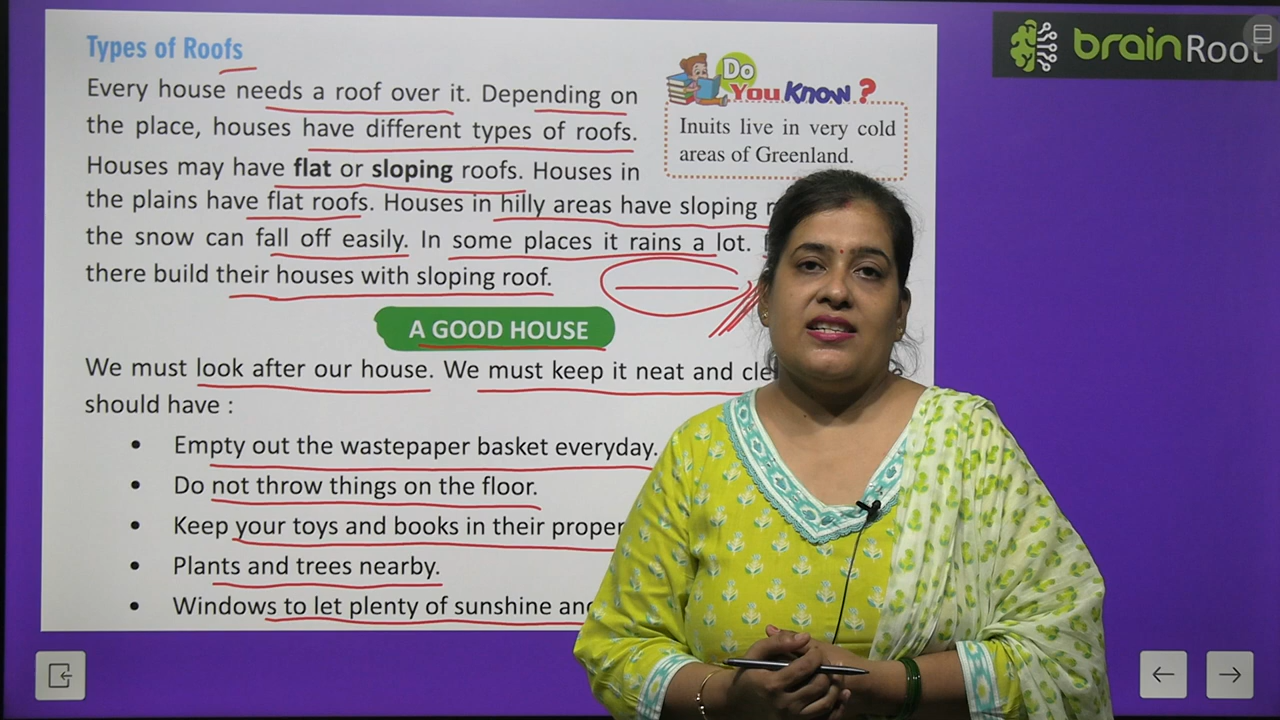 Types of Roofs
Every house needs a roof over it. Depending on
the place, houses have different types of roofs.
Houses may have flat or sloping roofs. Houses in
the plains have flat roofs. Houses in hilly areas have sloping
the snow can fall off easily. In some places it rains a lot.
there build their houses with sloping roof.
Do
You Know ?
Inuits live in very cold
areas of Greenland.
A GOOD HOUSE
We must look after our house. We must keep it neat and
should have :
• Empty out the wastepaper basket everyday.
• Do not throw things on the floor.
• Keep your toys and books in their proper
• Plants and trees nearby.
• Windows to let plenty of sunshine
brainRoot